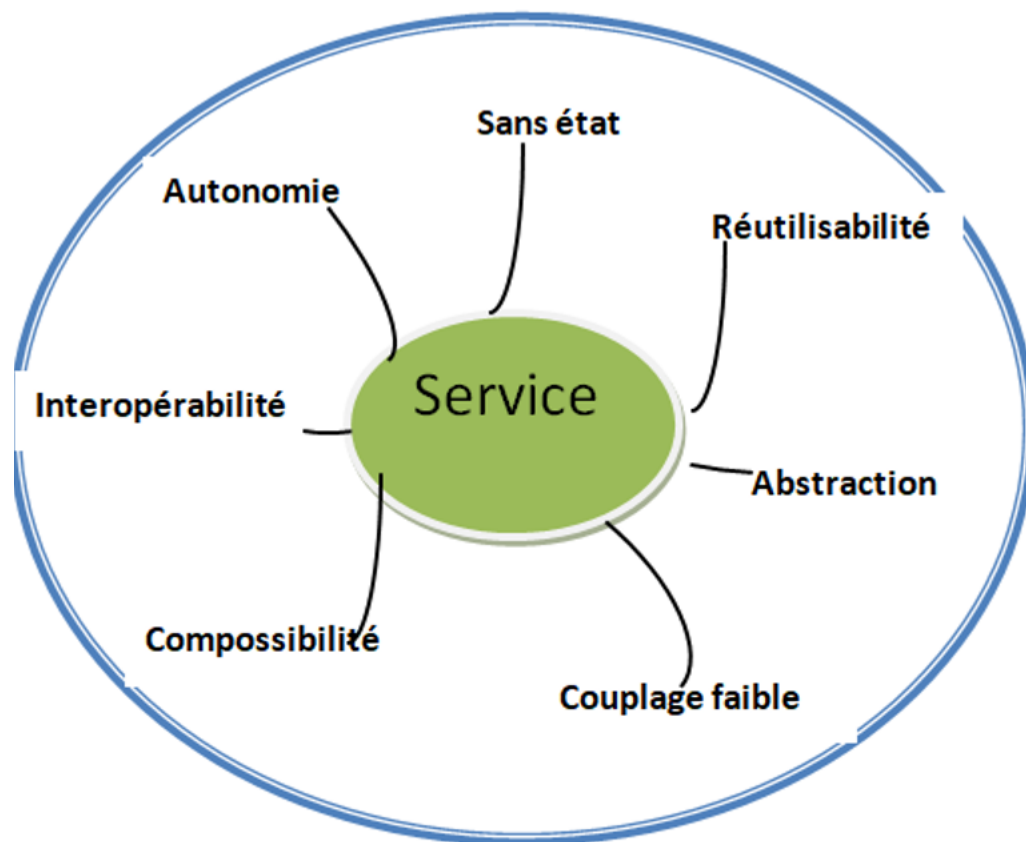 Sans état
Autonomie
Réutilisabilité
Service
Interopérabilité
Abstraction
Compossibilité
Couplage faible